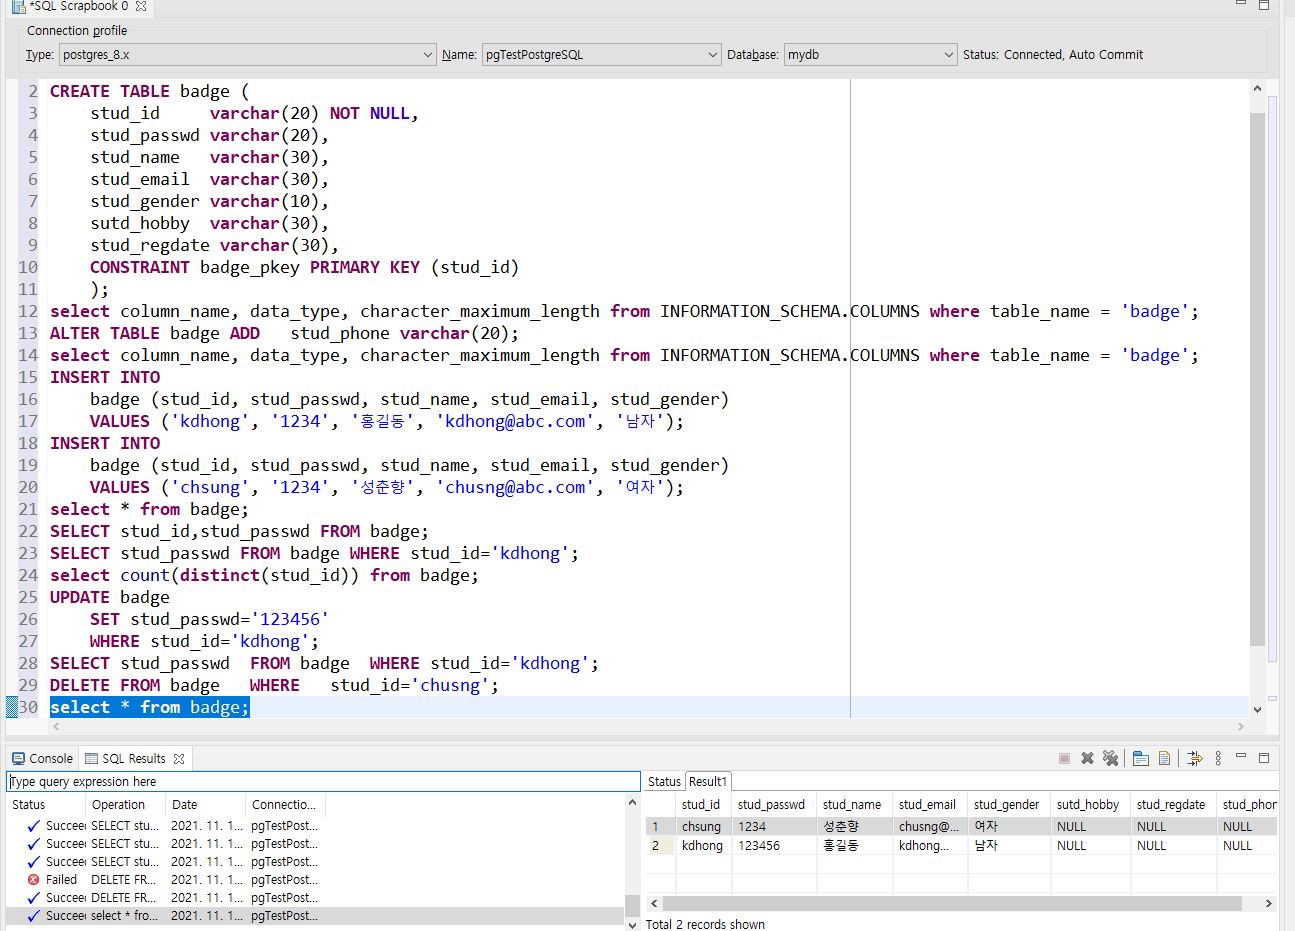 *SQL Scrapbook 0
Connection profile
Type: postgres_8.x Name: pgTestPostgreSQL Database: mydb Status: Connected, Auto Commit
2 CREATE TABLE badge (
3 stud_id varchar(20) NOT NULL,
4 stud_passwd varchar(20),
5 stud_name varchar(30),
6 stud_email varchar(30),
7 stud_gender varchar(10),
8 sutd_hobby varchar(30),
9 stud_regdate varchar(30),
10 CONSTRAINT badge_pkey PRIMARY KEY (stud_id)
11 );
12 select column_name, data_type, character_maximum_length from INFORMATION_SCHEMA.COLUMNS where table_name = 'badge';
13 ALTER TABLE badge ADD stud_phone varchar(20);
14 select column_name, data_type, character_maximum_length from INFORMATION_SCHEMA.COLUMNS where table_name = 'badge';
15 INSERT INTO
16 badge (stud_id, stud_passwd, stud_name, stud_email, stud_gender)
17 VALUES ('kdhong', '1234', '홍길동', 'kdhong@abc.com', '남자');
18 INSERT INTO
19 badge (stud_id, stud_passwd, stud_name, stud_email, stud_gender)
20 VALUES ('chsung', '1234', '성춘향', 'chusng@abc.com', '여자');
21 select * from badge;
22 SELECT stud_id,stud_passwd FROM badge;
23 SELECT stud_passwd FROM badge WHERE stud_id='kdhong';
24 select count(distinct(stud_id)) from badge;
25 UPDATE badge
26 SET stud_passwd='123456'
27 WHERE stud_id='kdhong';
28 SELECT stud_passwd FROM badge WHERE stud_id='kdhong';
29 DELETE FROM badge WHERE stud_id='chusng';
30 select * from badge;
Console SQL Results
Type query expression here
Status Operation Date Connectio...
Succee SELECT stu... 2021. 11. 1... pgTestPost...
Succee SELECT stu... 2021. 11. 1... pgTestPost...
Succee SELECT stu... 2021. 11. 1... pgTestPost...
Failed DELETE FR... 2021. 11. 1... pgTestPost...
Succee DELETE FR... 2021. 11. 1... pgTestPost...
Succee select * fro... 2021. 11. 1... pgTestPost...
Status Result1
stud_id stud_passwd stud_name stud_email stud_gender sutd_hobby stud_regdate stud_phor
1 chsung 1234 성춘향 chusng@... 여자 NULL NULL NULL
2 kdhong 123456 홍길동 kdhong... 남자 NULL NULL NULL
Total 2 records shown